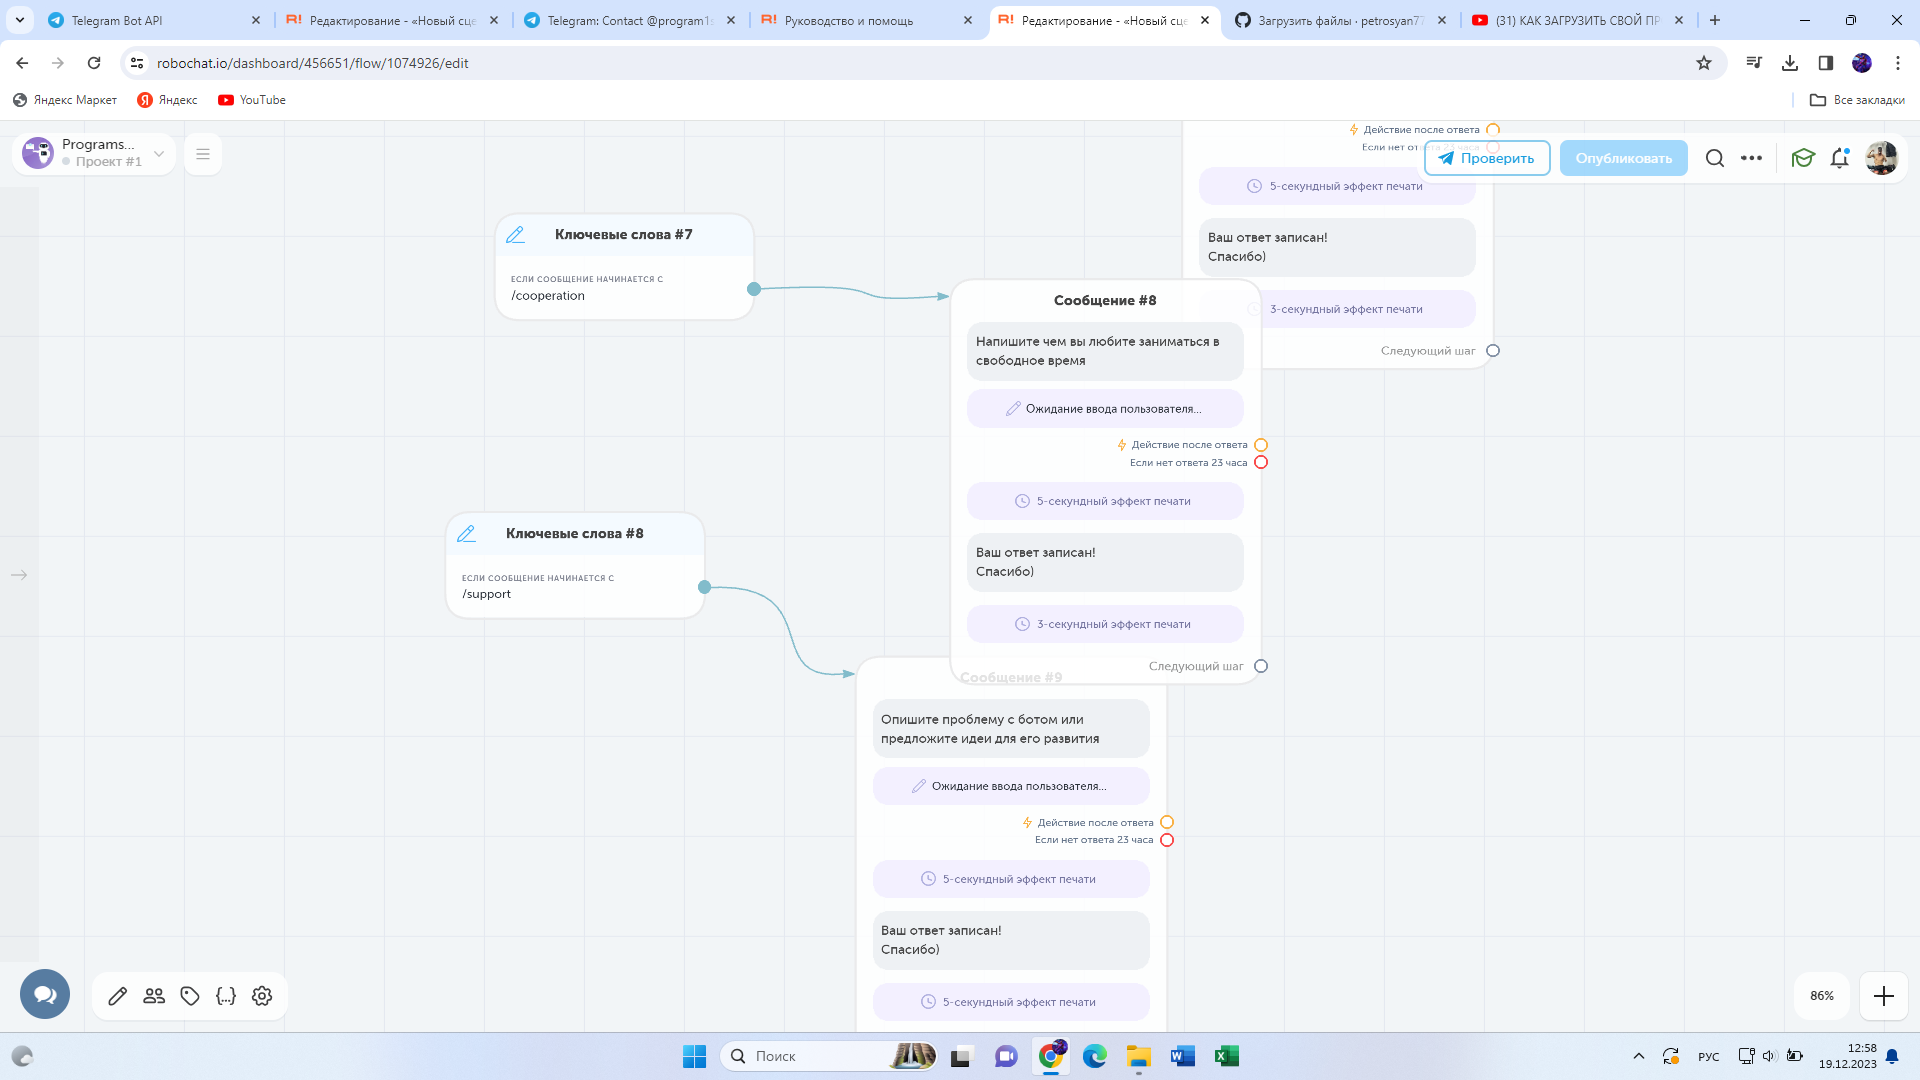 Telegram Bot API
Редактирование - «Новый сце
Telegram: Contact @program1s
Руководство и помощь
Редактирование - «Новый сце
Загрузить файлы · petrosyan77
(31) КАК ЗАГРУЗИТЬ СВОЙ ПР
robochat.io/dashboard/456651/flow/1074926/edit
Яндекс Маркет
Яндекс
YouTube
Все закладки
Programs...
Проект #1
Проверить
Опубликовать
Действие после ответа
Если нет ответа 23 часа
5-секундный эффект печати
Ваш ответ записан!
Спасибо)
3-секундный эффект печати
Следующий шаг
Ключевые слова #7
ЕСЛИ СООБЩЕНИЕ НАЧИНАЕТСЯ С
/cooperation
Сообщение #8
Напишите чем вы любите заниматься в
свободное время
Ожидание ввода пользователя...
Действие после ответа
Если нет ответа 23 часа
5-секундный эффект печати
Ваш ответ записан!
Спасибо)
3-секундный эффект печати
Следующий шаг
Ключевые слова #8
ЕСЛИ СООБЩЕНИЕ НАЧИНАЕТСЯ С
/support
Сообщение #9
Опишите проблему с ботом или
предложите идеи для его развития
Ожидание ввода пользователя...
Действие после ответа
Если нет ответа 23 часа
5-секундный эффект печати
Ваш ответ записан!
Спасибо)
5-секундный эффект печати
86%
Поиск
РУС
12:58
19.12.2023